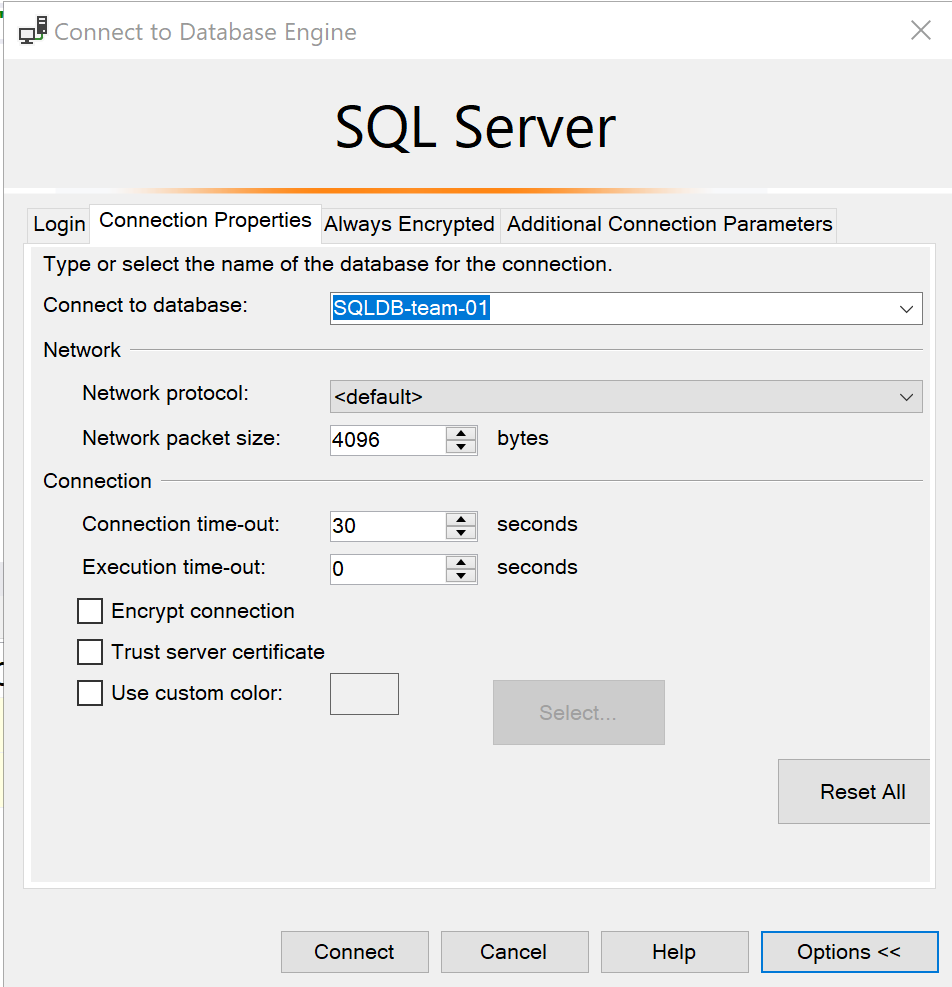 Connect to Database Engine
SQL Server
Login Connection Properties Always Encrypted Additional Connection Parameters
Type or select the name of the database for the connection.
Connect to database: SQLDB-team-01
Network
Network protocol: <default>
Network packet size: 4096 bytes
Connection
Connection time-out: 30 seconds
Execution time-out: 0 seconds
Encrypt connection
Trust server certificate
Use custom color:
Select...
Reset All
Connect Cancel Help Options <<